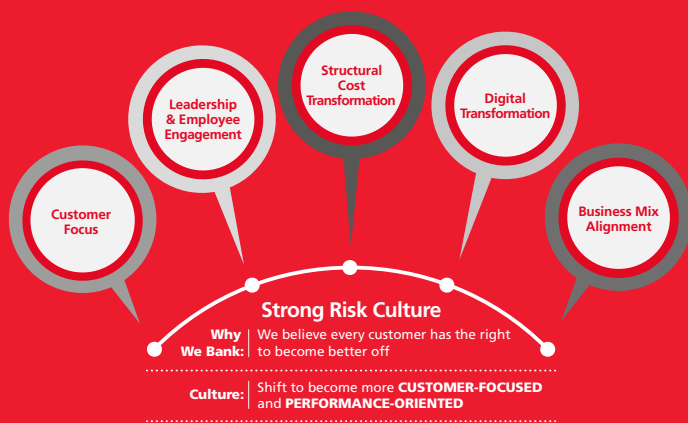 Customer
Focus
Leadership
& Employee
Engagement
Structural
Cost
Transformation
Digital
Transformation
Business Mix
Alignment
Strong Risk Culture
Why We believe every customer has the right
We Bank: to become better off
Culture: Shift to become more CUSTOMER-FOCUSED
and PERFORMANCE-ORIENTED